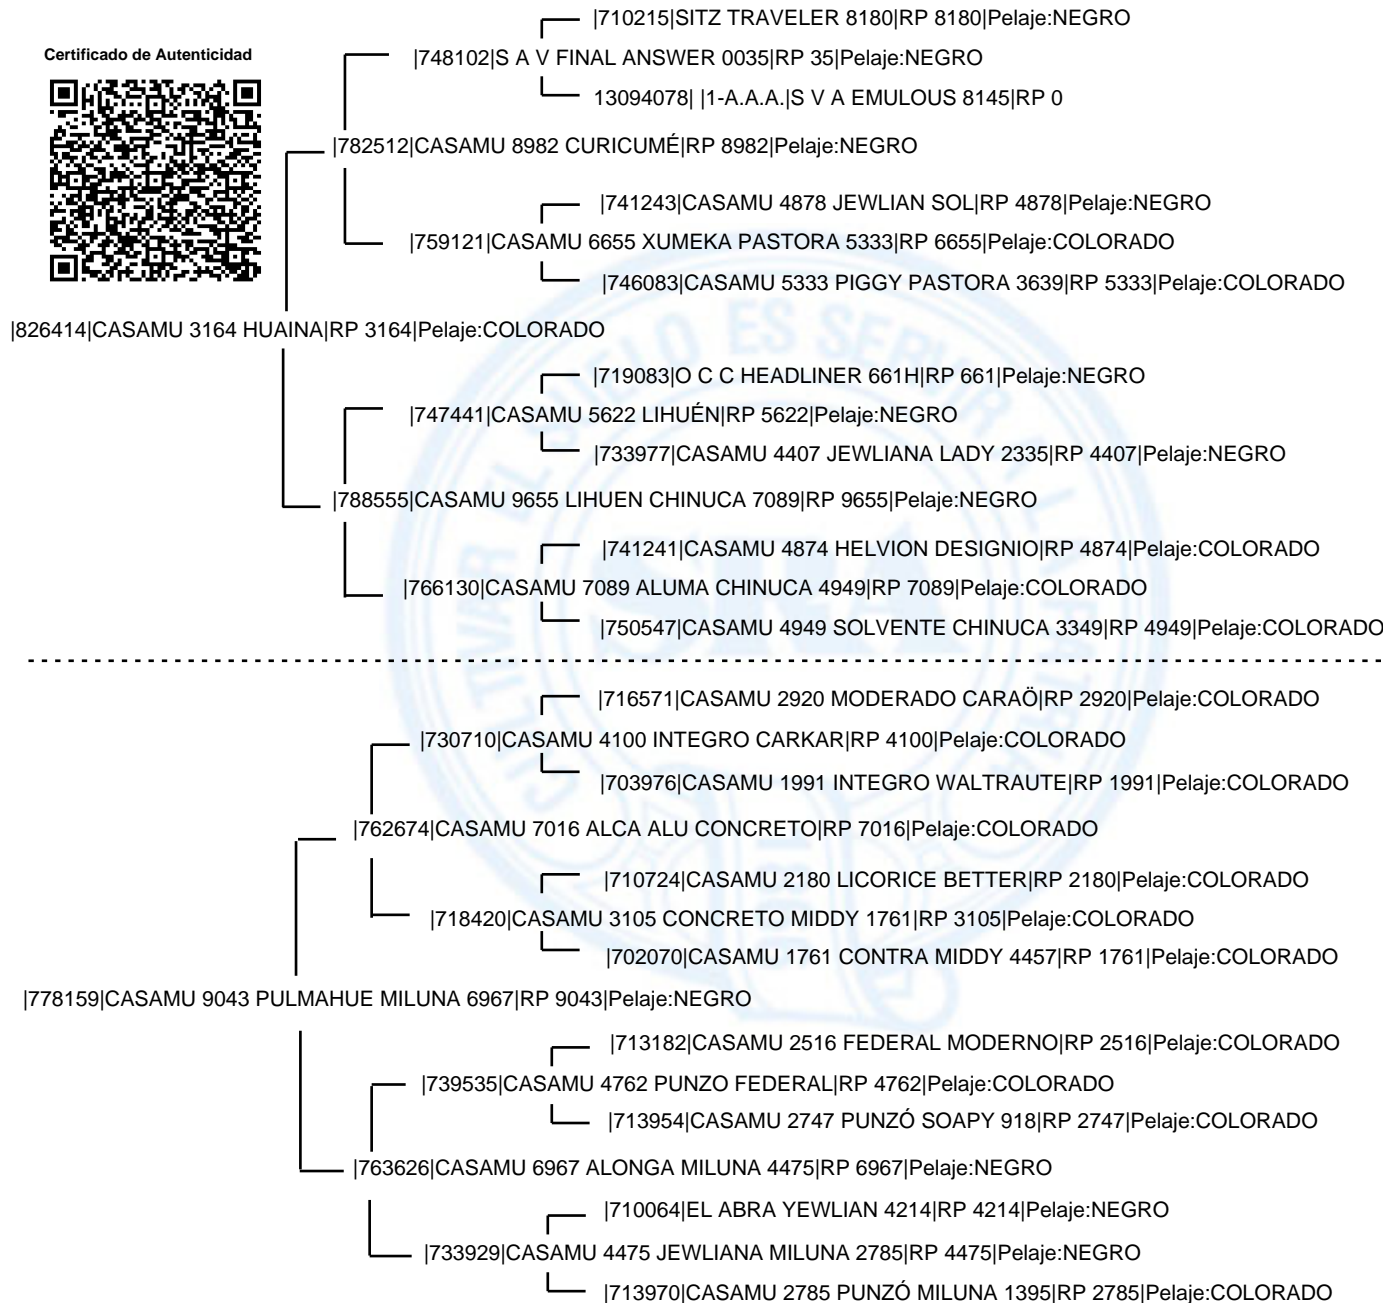 |710215|SITZ TRAVELER 8180|RP 8180|Pelaje:NEGRO
Certificado de Autenticidad
|748102|S A V FINAL ANSWER 0035|RP 35|Pelaje:NEGRO
13094078| |1-A.A.A.|S V A EMULOUS 8145|RP 0
|782512|CASAMU 8982 CURICUMÉ|RP 8982|Pelaje:NEGRO
|741243|CASAMU 4878 JEWLIAN SOL|RP 4878|Pelaje:NEGRO
|759121|CASAMU 6655 XUMEKA PASTORA 5333|RP 6655|Pelaje:COLORADO
|746083|CASAMU 5333 PIGGY PASTORA 3639|RP 5333|Pelaje:COLORADO
|826414|CASAMU 3164 HUAINA|RP 3164|Pelaje:COLORADO
|719083|O C C HEADLINER 661H|RP 661|Pelaje:NEGRO
|747441|CASAMU 5622 LIHUÉN|RP 5622|Pelaje:NEGRO
|733977|CASAMU 4407 JEWLIANA LADY 2335|RP 4407|Pelaje:NEGRO
|788555|CASAMU 9655 LIHUEN CHINUCA 7089|RP 9655|Pelaje:NEGRO
|741241|CASAMU 4874 HELVION DESIGNIO|RP 4874|Pelaje:COLORADO
|766130|CASAMU 7089 ALUMA CHINUCA 4949|RP 7089|Pelaje:COLORADO
|750547|CASAMU 4949 SOLVENTE CHINUCA 3349|RP 4949|Pelaje:COLORADO
|716571|CASAMU 2920 MODERADO CARAÖ|RP 2920|Pelaje:COLORADO
|730710|CASAMU 4100 INTEGRO CARKAR|RP 4100|Pelaje:COLORADO
|703976|CASAMU 1991 INTEGRO WALTRAUTE|RP 1991|Pelaje:COLORADO
|762674|CASAMU 7016 ALCA ALU CONCRETO|RP 7016|Pelaje:COLORADO
|710724|CASAMU 2180 LICORICE BETTER|RP 2180|Pelaje:COLORADO
|718420|CASAMU 3105 CONCRETO MIDDY 1761|RP 3105|Pelaje:COLORADO
|702070|CASAMU 1761 CONTRA MIDDY 4457|RP 1761|Pelaje:COLORADO
|778159|CASAMU 9043 PULMAHUE MILUNA 6967|RP 9043|Pelaje:NEGRO
|713182|CASAMU 2516 FEDERAL MODERNO|RP 2516|Pelaje:COLORADO
|739535|CASAMU 4762 PUNZO FEDERAL|RP 4762|Pelaje:COLORADO
|713954|CASAMU 2747 PUNZÓ SOAPY 918|RP 2747|Pelaje:COLORADO
|763626|CASAMU 6967 ALONGA MILUNA 4475|RP 6967|Pelaje:NEGRO
|710064|EL ABRA YEWLIAN 4214|RP 4214|Pelaje:NEGRO
|733929|CASAMU 4475 JEWLIANA MILUNA 2785|RP 4475|Pelaje:NEGRO
|713970|CASAMU 2785 PUNZÓ MILUNA 1395|RP 2785|Pelaje:COLORADO
CULTIVAR EL SUELO ES SERVIR A LA PATRIA
SRA
1866